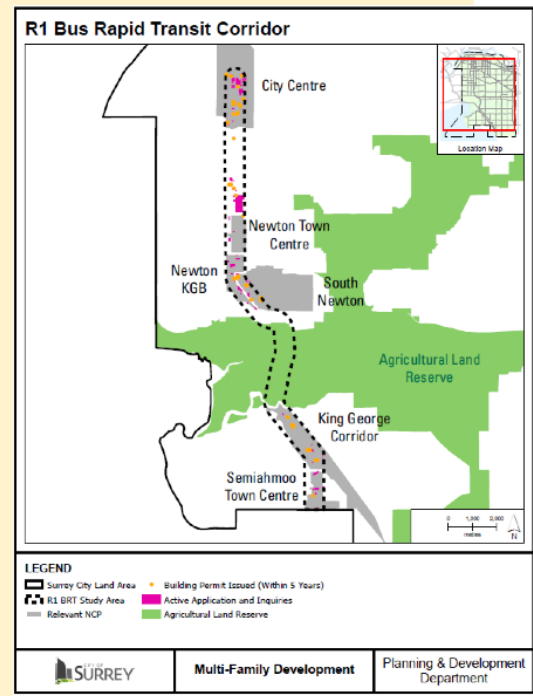 R1 Bus Rapid Transit Corridor
City Centre
Location Map
Newton Town
Centre
Newton
KGB
South
Newton
Agricultural Land
Reserve
King George
Corridor
Semiahmoo
Town Centre
0 1,000 2,000
metres
N
LEGEND
Surrey City Land Area
Building Permit Issued (Within 5 Years)
R1 BRT Study Area
Active Application and Inquiries
Relevant NCP
Agricultural Land Reserve
CITY OF
SURREY
Multi-Family Development
Planning & Development
Department